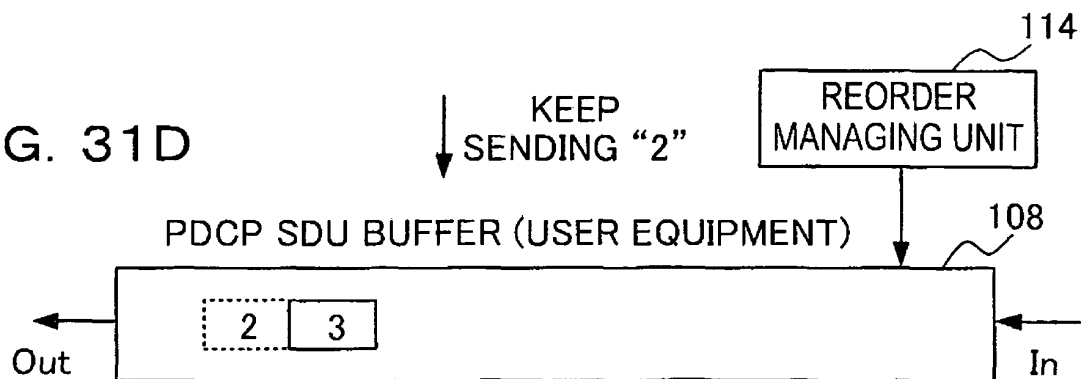 114
REORDER
MANAGING UNIT
KEEP
SENDING “2”
G. 31D
PDCP SDU BUFFER (USER EQUIPMENT)
108
2 3
Out
In